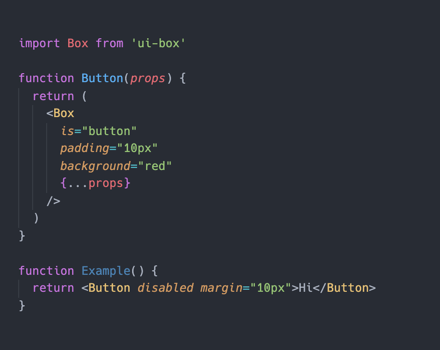 import Box from 'ui-box'

function Button(props) {
  return (
    <Box
      is="button"
      padding="10px"
      background="red"
      {...props}
    />
  )
}

function Example() {
  return <Button disabled margin="10px">Hi</Button>
}